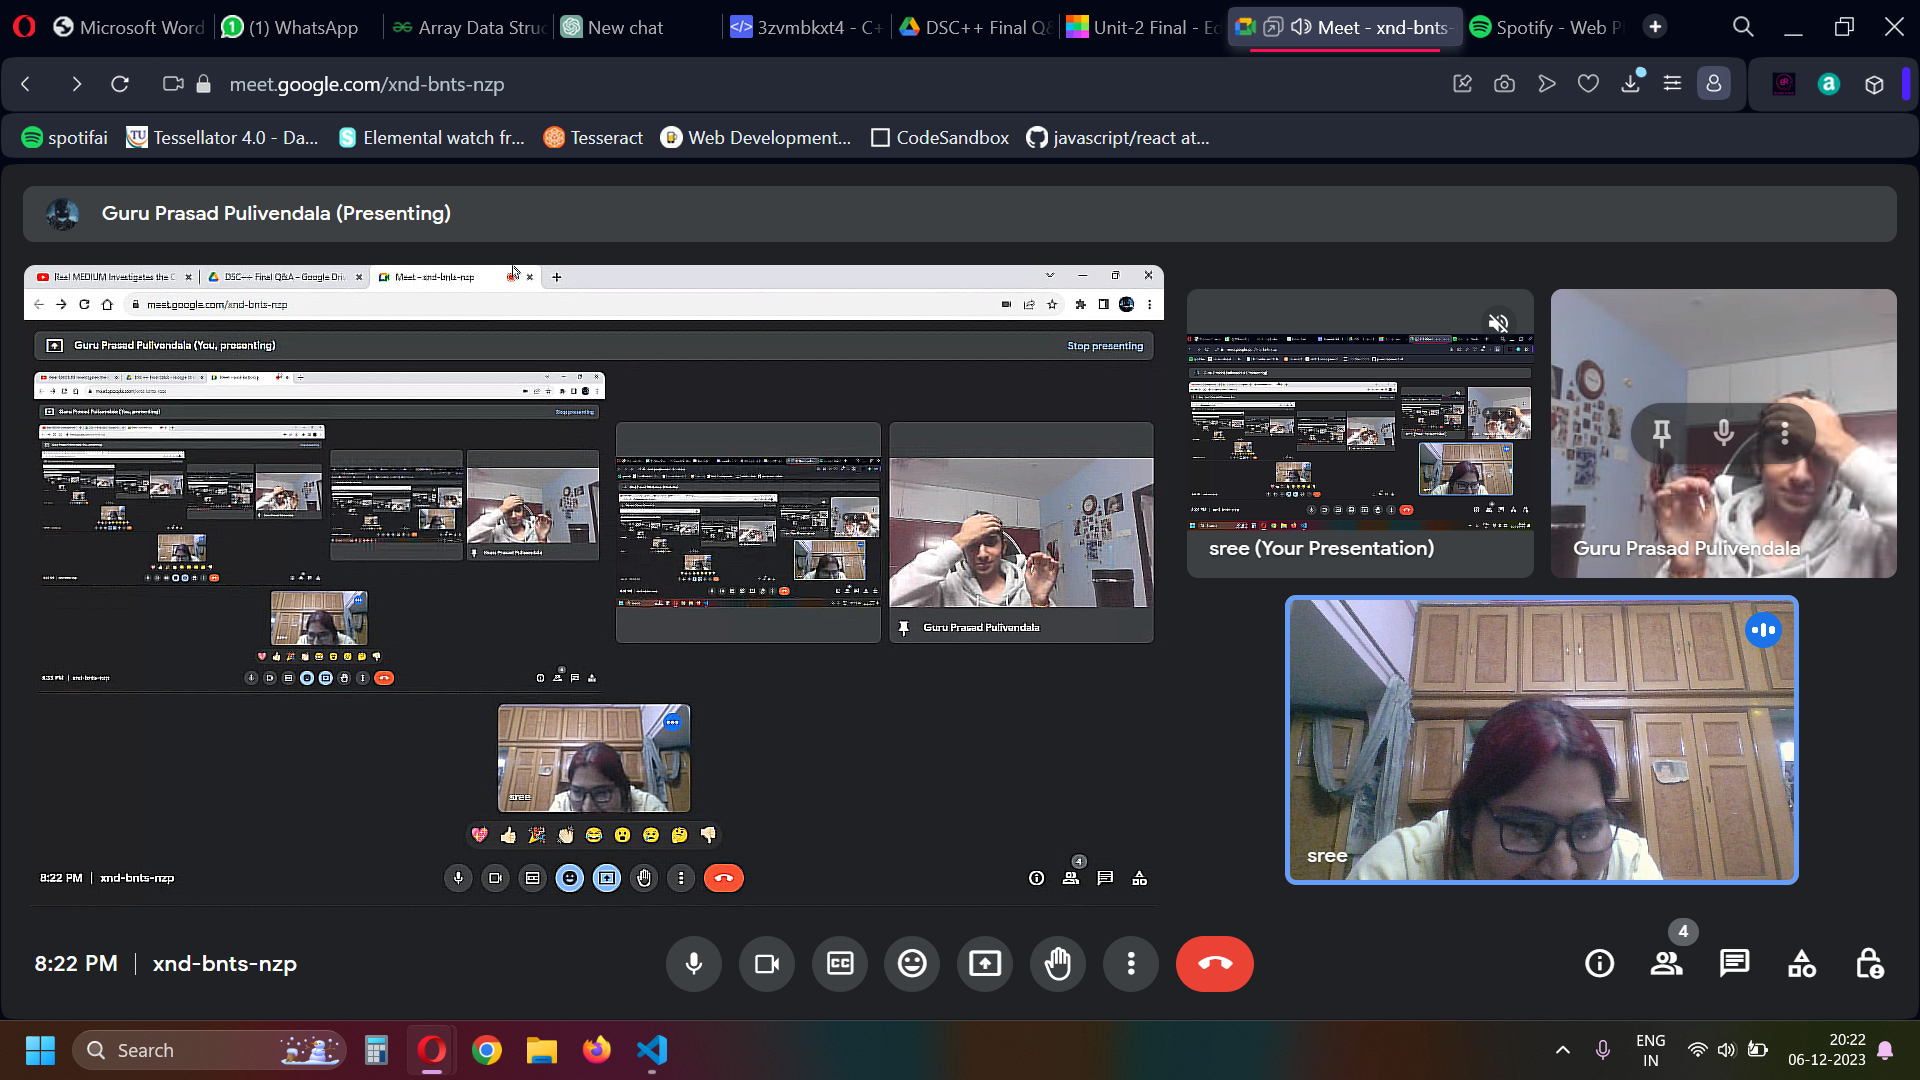 Microsoft Word
(1) WhatsApp
Array Data Struc
New chat
3zvmbkxt4 - C+
DSC++ Final Q&
Unit-2 Final - Ec
Meet - xnd-bnts-
Spotify - Web P
meet.google.com/xnd-bnts-nzp
spotifai
Tessellator 4.0 - Da...
Elemental watch fr...
Tesseract
Web Development...
CodeSandbox
javascript/react at...
Guru Prasad Pulivendala (Presenting)
Real MEDIUM Investigates the C
DSC++ Final Q&A - Google Driv
Meet - xnd-bnts-nzp
meet.google.com/xnd-bnts-nzp
Guru Prasad Pulivendala (You, presenting)
Stop presenting
Guru Prasad Pulivendala
sree
8:22 PM | xnd-bnts-nzp
4
sree (Your Presentation)
Guru Prasad Pulivendala
sree
8:22 PM | xnd-bnts-nzp
CC
4
Search
ENG
IN
20:22
06-12-2023